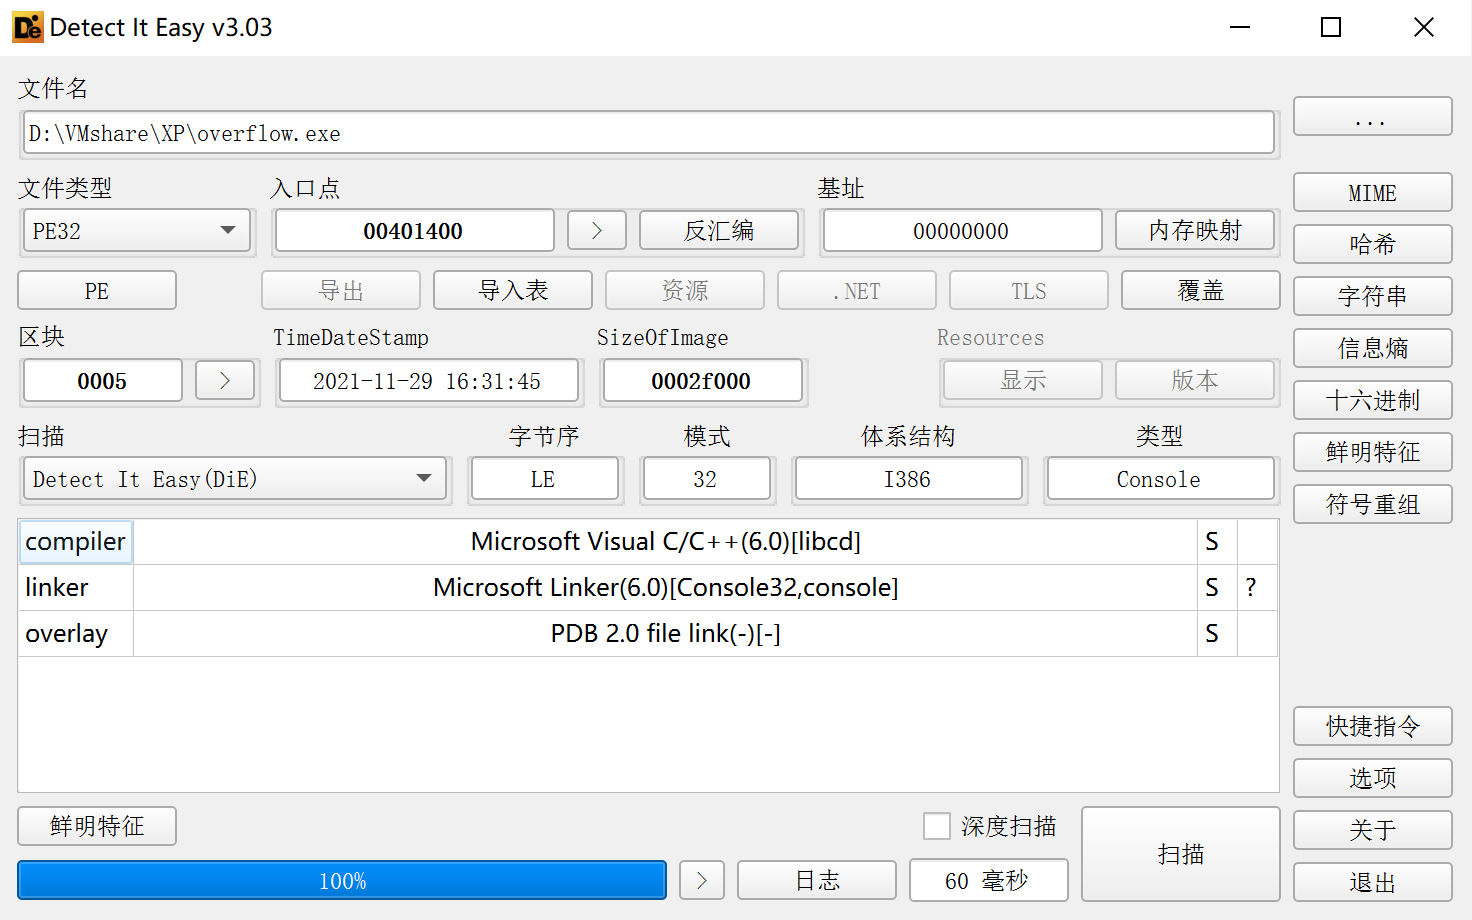 Detect It Easy v3.03
文件名
D:\VMshare\XP\overflow.exe
...
文件类型 入口点 基址
PE32 00401400 > 反汇编 00000000 内存映射
MIME
哈希
PE 导出 导入表 资源 .NET TLS 覆盖
字符串
区块 TimeDateStamp SizeOfImage Resources
信息熵
0005 > 2021-11-29 16:31:45 0002f000 显示 版本
十六进制
扫描 字节序 模式 体系结构 类型
鲜明特征
Detect It Easy(DiE) LE 32 I386 Console
符号重组
compiler Microsoft Visual C/C++(6.0)[libcd] S
linker Microsoft Linker(6.0)[Console32,console] S ?
overlay PDB 2.0 file link(-)[-] S
快捷指令
选项
鲜明特征 深度扫描 扫描
关于
100% > 日志 60 毫秒
退出